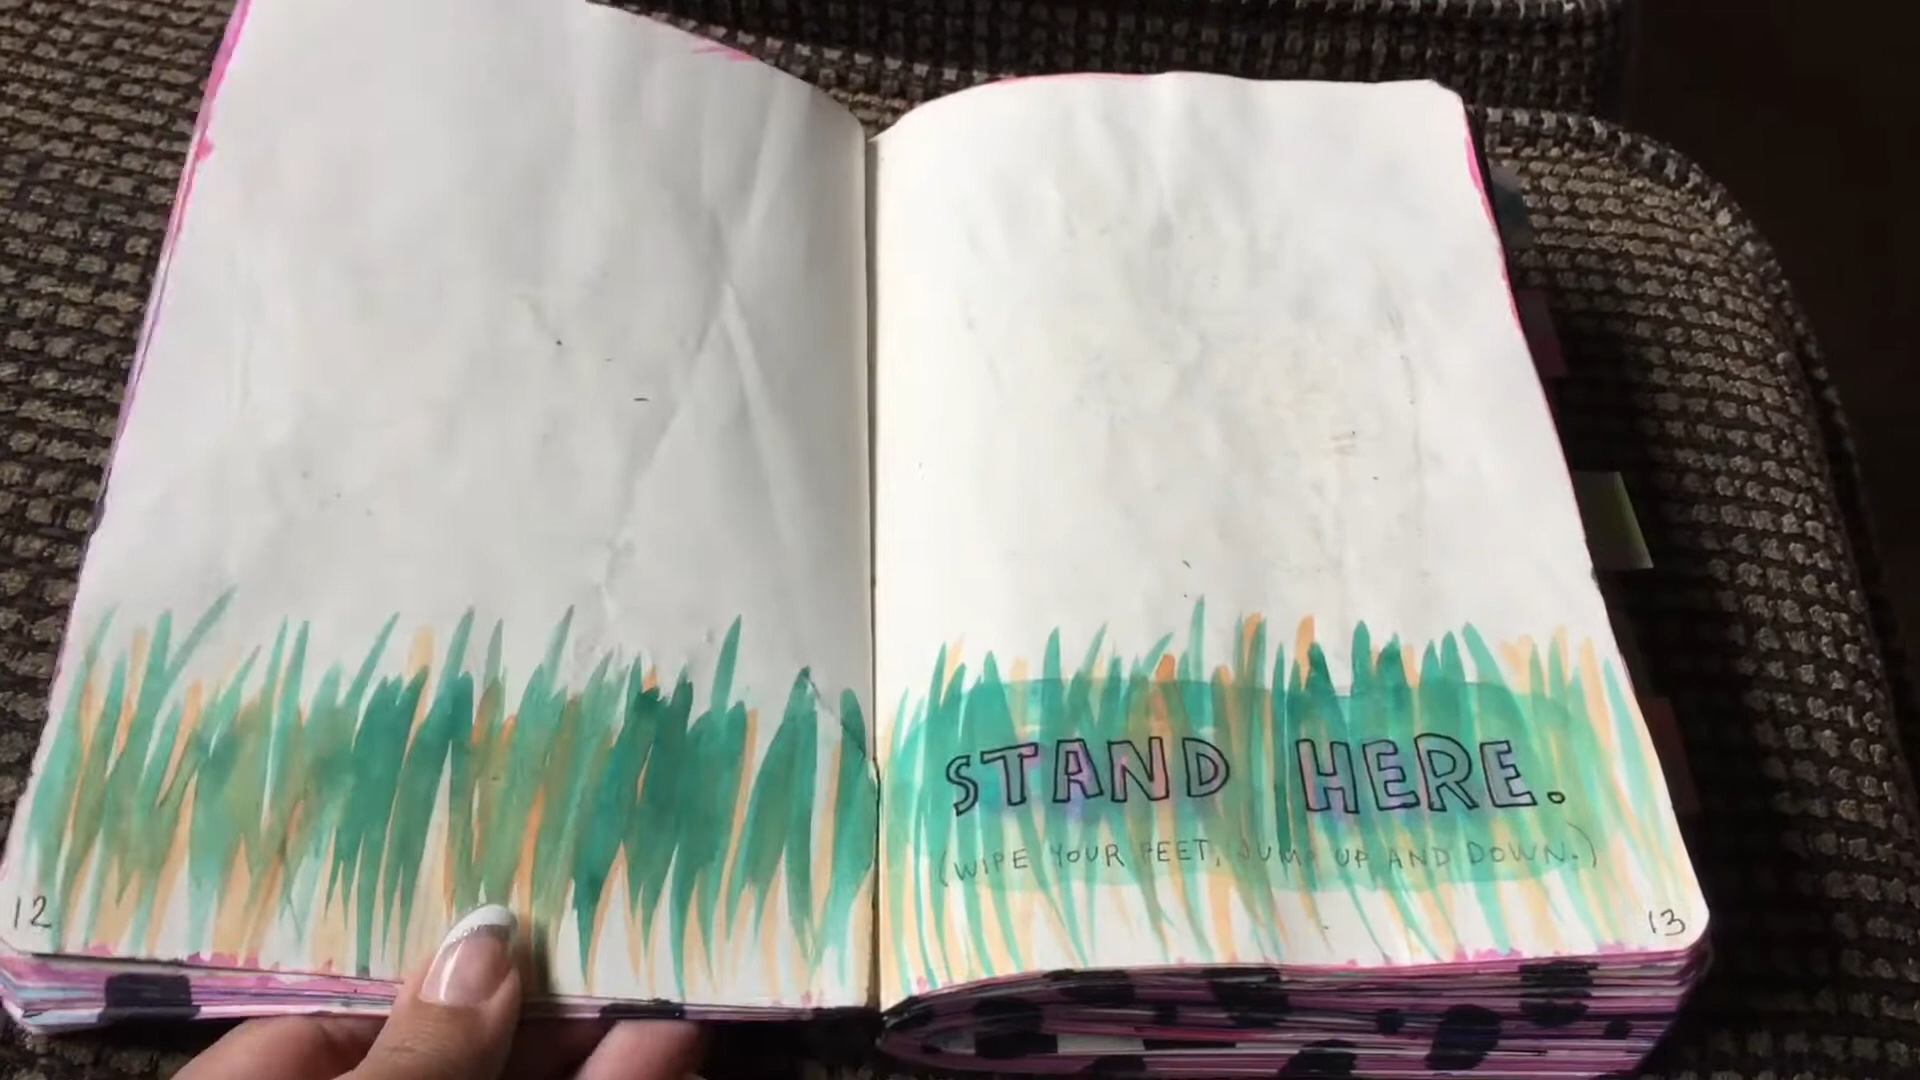 STAND HERE.
(WIPE YOUR FEET, JUMP UP AND DOWN.)
12
13